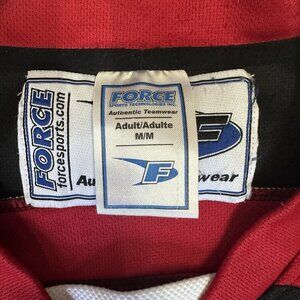 FORCE
forcesports.com
FORCE
SPORTS TECHNOLOGIES INC.
Authentic Teamwear
Adult/Adulte
M/M
F
F
Au
wear